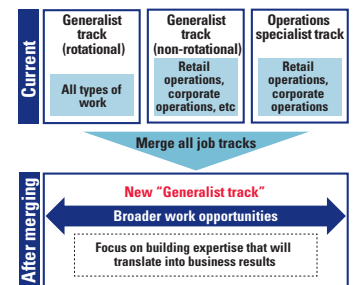 Current
Generalist
track
(rotational)
All types of
work
Generalist
track
(non-rotational)
Retail
operations,
corporate
operations, etc
Operations
specialist track
Retail
operations,
corporate
operations
Merge all job tracks
After merging
New “Generalist track”
Broader work opportunities
Focus on building expertise that will
translate into business results